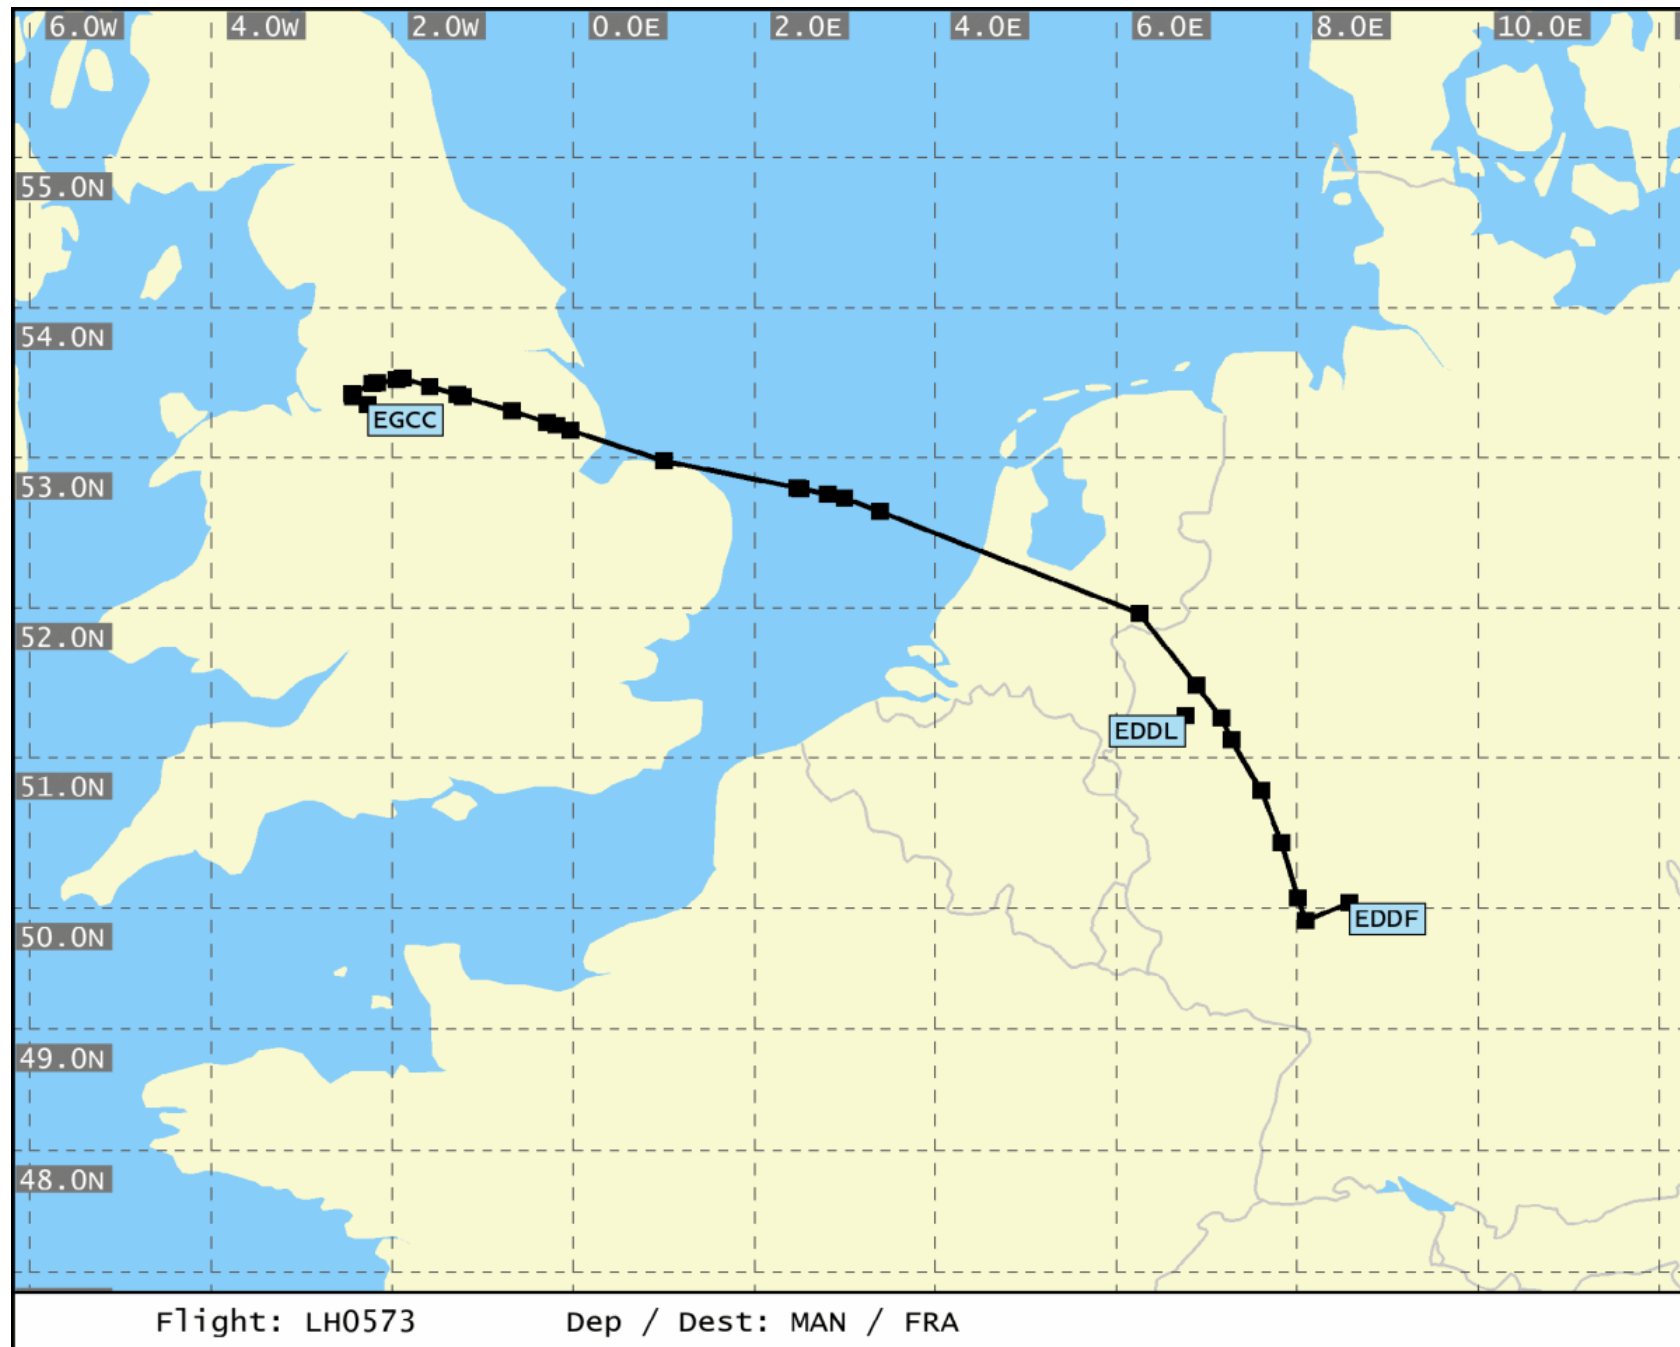 6.0W 4.0W 2.0W 0.0E 2.0E 4.0E 6.0E 8.0E 10.0E
55.0N
54.0N
EGCC
53.0N
52.0N
EDDL
51.0N
EDDF
50.0N
49.0N
48.0N
Flight: LH0573 Dep / Dest: MAN / FRA